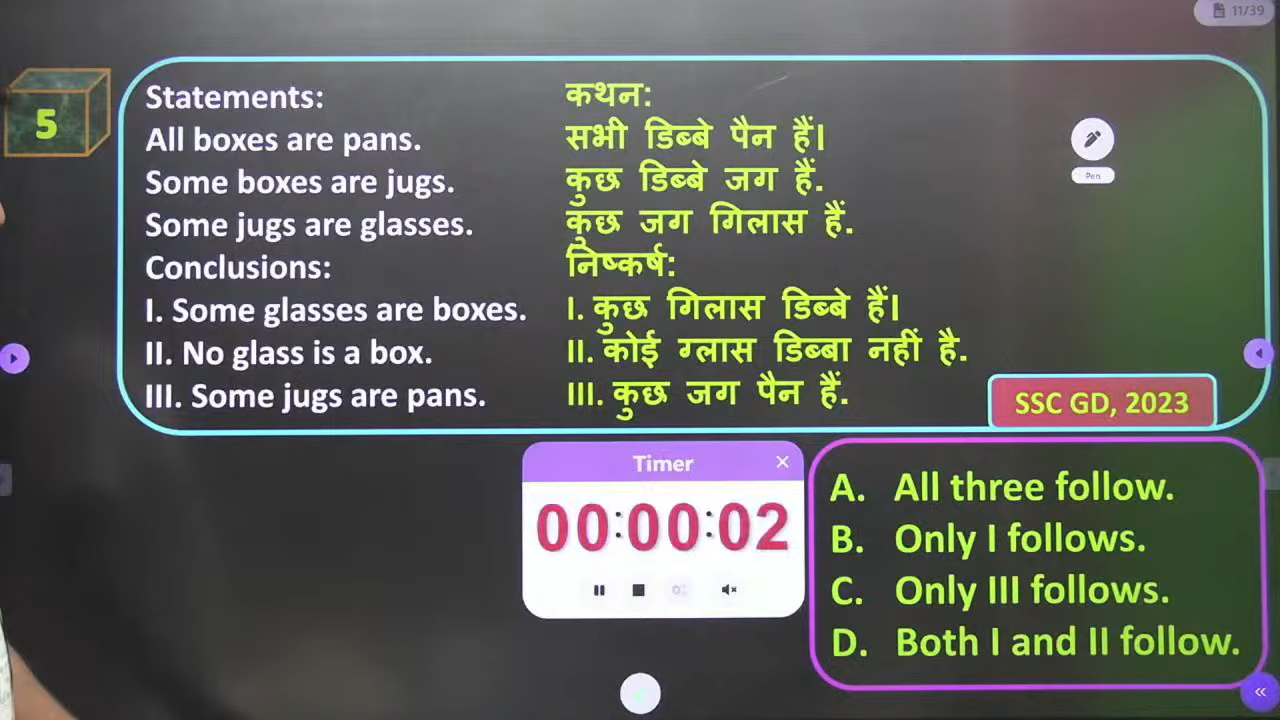 11/39
5
Statements:
All boxes are pans.
Some boxes are jugs.
Some jugs are glasses.
Conclusions:
I. Some glasses are boxes.
II. No glass is a box.
III. Some jugs are pans.
कथन:
सभी डिब्बे पैन हैं।
कुछ डिब्बे जग हैं.
कुछ जग गिलास हैं.
निष्कर्ष:
I. कुछ गिलास डिब्बे हैं।
II. कोई ग्लास डिब्बा नहीं है.
III. कुछ जग पैन हैं.
Pen
SSC GD, 2023
Timer
00:00:02
A. All three follow.
B. Only I follows.
C. Only III follows.
D. Both I and II follow.